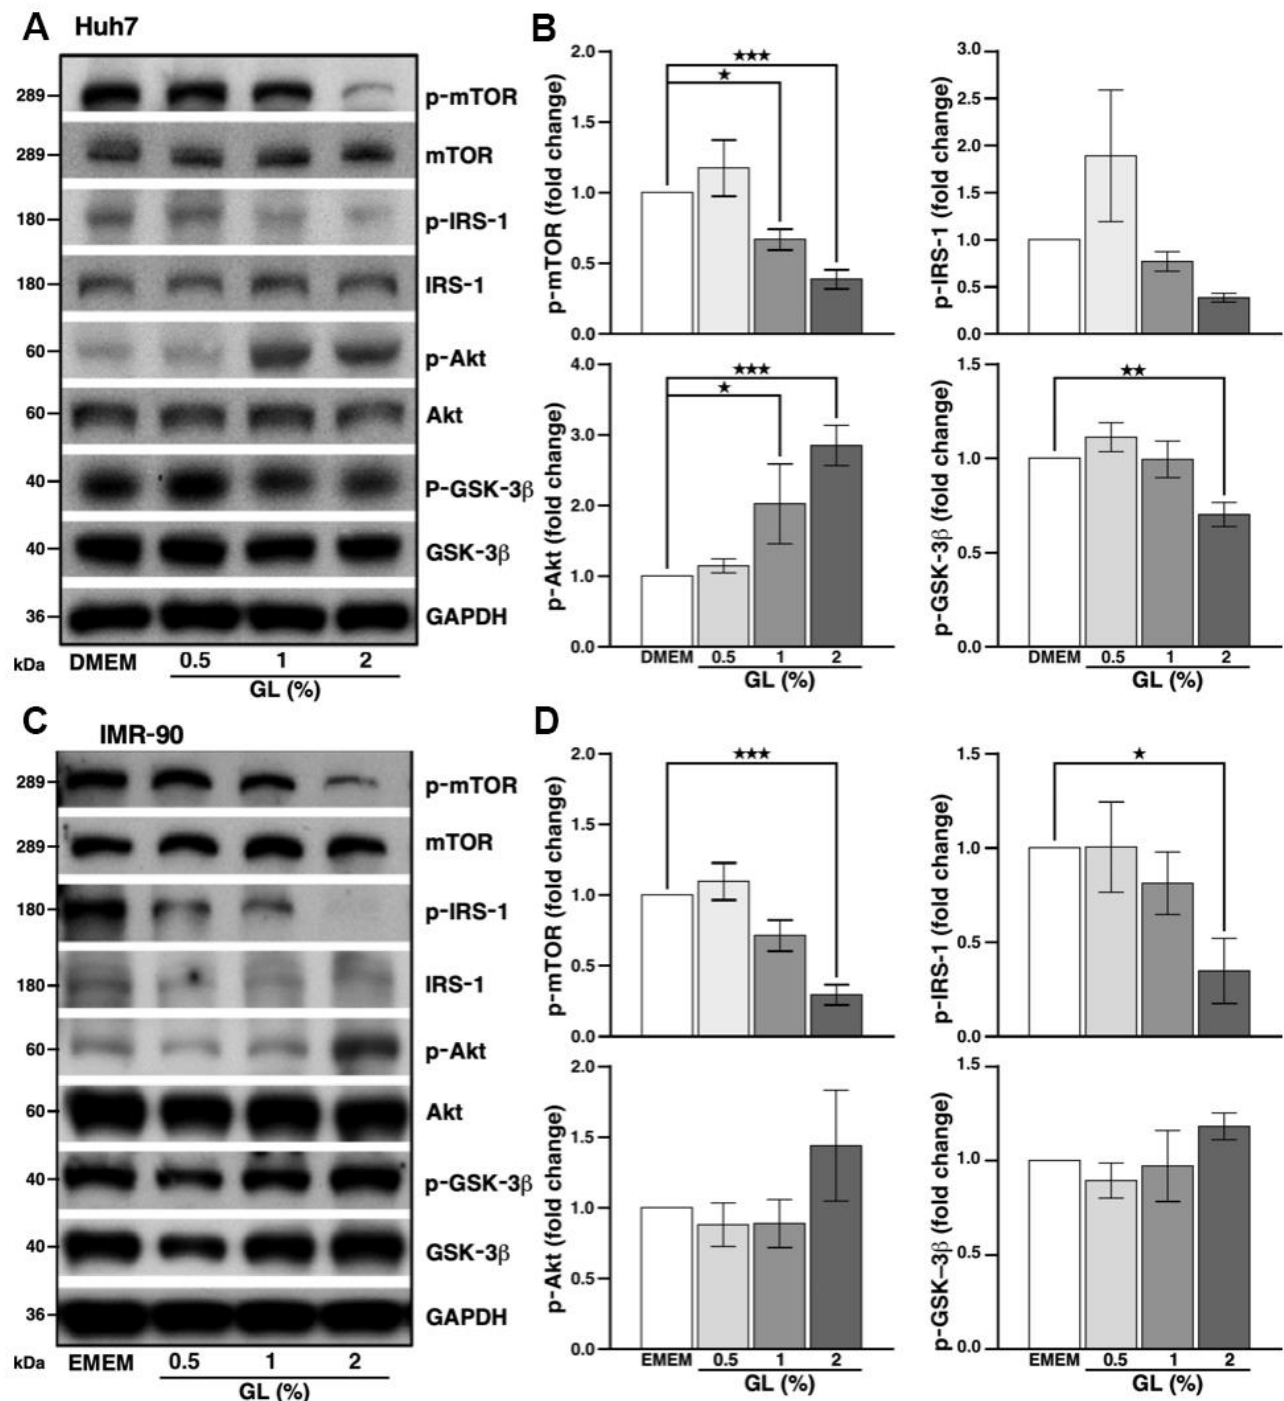 A Huh7
289 p-mTOR
289 mTOR
180 p-IRS-1
180 IRS-1
60 p-Akt
60 Akt
40 P-GSK-3β
40 GSK-3β
36 GAPDH
kDa DMEM 0.5 1 2
GL (%)
B
p-mTOR (fold change)
2.0
1.5
1.0
0.5
0.0
★★★
★
p-IRS-1 (fold change)
3.0
2.5
2.0
1.5
1.0
0.5
0.0
p-Akt (fold change)
4.0
3.0
2.0
1.0
0.0
★★★
★
DMEM 0.5 1 2
GL (%)
p-GSK-3β (fold change)
1.5
1.0
0.5
0.0
★★
DMEM 0.5 1 2
GL (%)
C IMR-90
289 p-mTOR
289 mTOR
180 p-IRS-1
180 IRS-1
60 p-Akt
60 Akt
40 p-GSK-3β
40 GSK-3β
36 GAPDH
kDa EMEM 0.5 1 2
GL (%)
D
p-mTOR (fold change)
2.0
1.5
1.0
0.5
0.0
★★★
p-IRS-1 (fold change)
1.5
1.0
0.5
0.0
★
p-Akt (fold change)
2.0
1.5
1.0
0.5
0.0
EMEM 0.5 1 2
GL (%)
p-GSK-3β (fold change)
1.5
1.0
0.5
0.0
EMEM 0.5 1 2
GL (%)